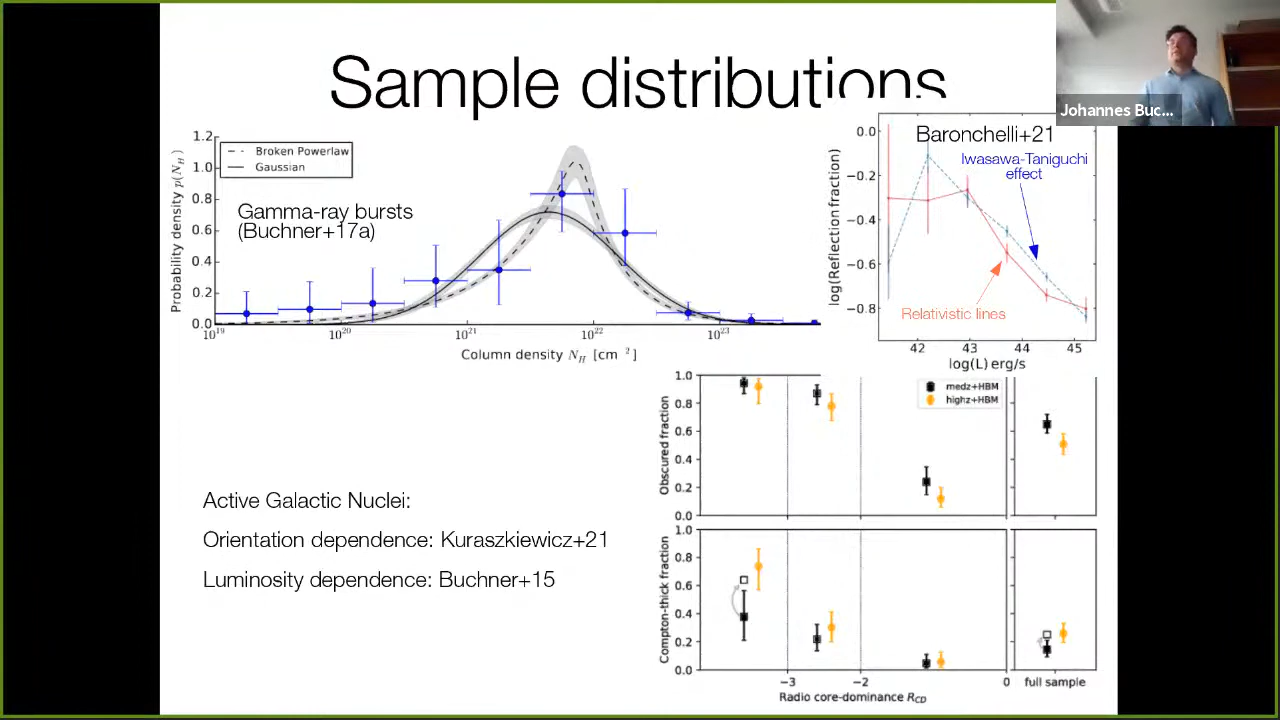 Sample distributions
Johannes Buc...
1.2
1.0
0.8
0.6
0.4
0.2
0.0
Probability density p(N_H)
Broken Powerlaw
Gaussian
Gamma-ray bursts
(Buchner+17a)
10^19
10^20
10^21
10^22
10^23
Column density N_H [cm ^2]
Baronchelli+21
Iwasawa-Taniguchi
effect
Relativistic lines
0.0
−0.2
−0.4
−0.6
−0.8
log(Reflection fraction)
42
43
44
45
log(L) erg/s
medz+HBM
highz+HBM
1.0
0.8
0.6
0.4
0.2
0.0
Obscured fraction
1.0
0.8
0.6
0.4
0.2
0.0
Compton-thick fraction
−3
−2
0
full sample
Radio core-dominance R_CD
Active Galactic Nuclei:
Orientation dependence: Kuraszkiewicz+21
Luminosity dependence: Buchner+15